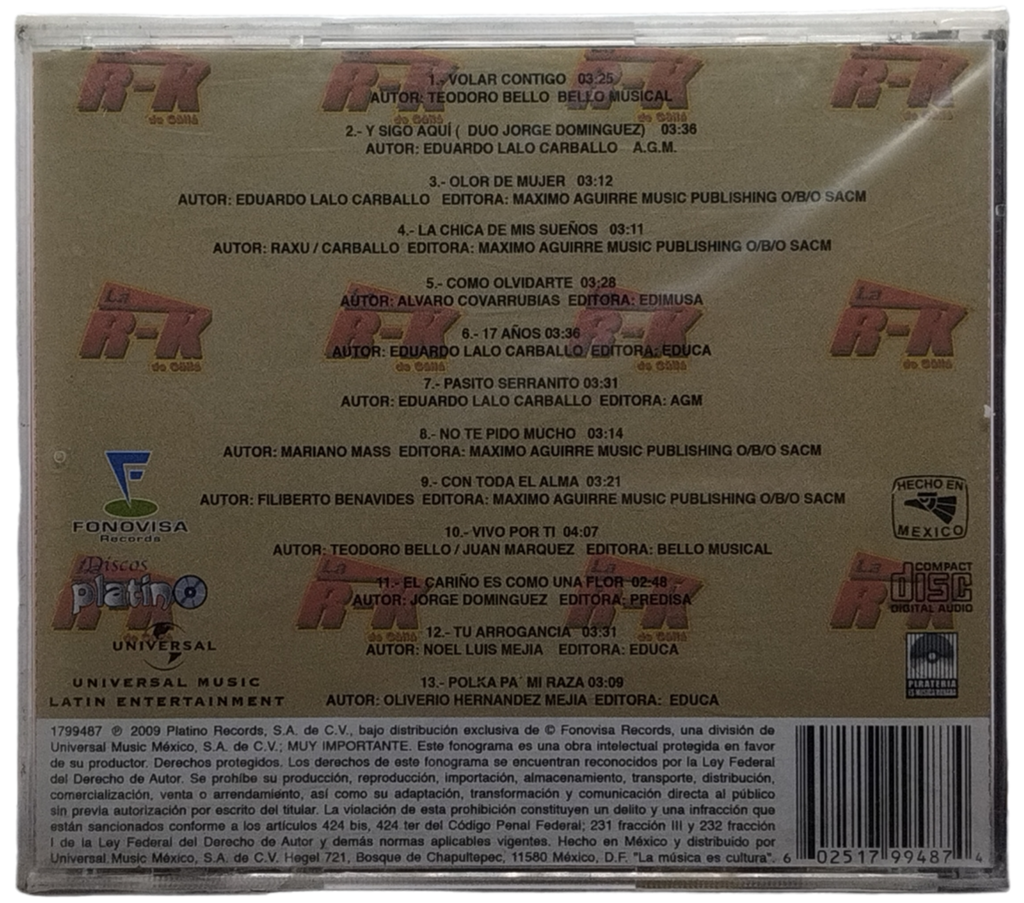 La
R-K
de Cañá
1.- VOLAR CONTIGO 03:25
AUTOR: TEODORO BELLO BELLO MUSICAL
2.- Y SIGO AQUÍ ( DUO JORGE DOMINGUEZ) 03:36
AUTOR: EDUARDO LALO CARBALLO A.G.M.
3.- OLOR DE MUJER 03:12
AUTOR: EDUARDO LALO CARBALLO EDITORA: MAXIMO AGUIRRE MUSIC PUBLISHING O/B/O SACM
4.- LA CHICA DE MIS SUEÑOS 03:11
AUTOR: RAXU / CARBALLO EDITORA: MAXIMO AGUIRRE MUSIC PUBLISHING O/B/O SACM
5.- COMO OLVIDARTE 03:28
AUTOR: ALVARO COVARRUBIAS EDITORA: EDIMUSA
6.- 17 AÑOS 03:36
AUTOR: EDUARDO LALO CARBALLO EDITORA: EDUCA
7.- PASITO SERRANITO 03:31
AUTOR: EDUARDO LALO CARBALLO EDITORA: AGM
8.- NO TE PIDO MUCHO 03:14
AUTOR: MARIANO MASS EDITORA: MAXIMO AGUIRRE MUSIC PUBLISHING O/B/O SACM
9.- CON TODA EL ALMA 03:21
AUTOR: FILIBERTO BENAVIDES EDITORA: MAXIMO AGUIRRE MUSIC PUBLISHING O/B/O SACM
10.- VIVO POR TI 04:07
AUTOR: TEODORO BELLO / JUAN MARQUEZ EDITORA: BELLO MUSICAL
11.- EL CARIÑO ES COMO UNA FLOR 02:48
AUTOR: JORGE DOMINGUEZ EDITORA: PREDISA
12.- TU ARROGANCIA 03:31
AUTOR: NOEL LUIS MEJIA EDITORA: EDUCA
13.- POLKA PA´ MI RAZA 03:09
AUTOR: OLIVERIO HERNANDEZ MEJIA EDITORA: EDUCA
FONOVISA
Records
Discos
platino
UNIVERSAL
UNIVERSAL MUSIC
LATIN ENTERTAINMENT
HECHO EN
MEXICO
COMPACT
disc
DIGITAL AUDIO
PIRATERIA
1799487 ℗ 2009 Platino Records, S.A. de C.V., bajo distribución exclusiva de © Fonovisa Records, una división de
Universal Music México, S.A. de C.V.; MUY IMPORTANTE. Este fonograma es una obra intelectual protegida en favor
de su productor. Derechos protegidos. Los derechos de este fonograma se encuentran reconocidos por la Ley Federal
del Derecho de Autor. Se prohíbe su producción, reproducción, importación, almacenamiento, transporte, distribución,
comercialización, venta o arrendamiento, así como su adaptación, transformación y comunicación directa al público
sin previa autorización por escrito del titular. La violación de esta prohibición constituyen un delito y una infracción que
están sancionados conforme a los artículos 424 bis, 424 ter del Código Penal Federal; 231 fracción III y 232 fracción
I de la Ley Federal del Derecho de Autor y demás normas aplicables vigentes. Hecho en México y distribuido por
Universal Music México, S.A. de C.V. Hegel 721, Bosque de Chapultepec, 11580 México, D.F. "La música es cultura".
6 02517 99487 4